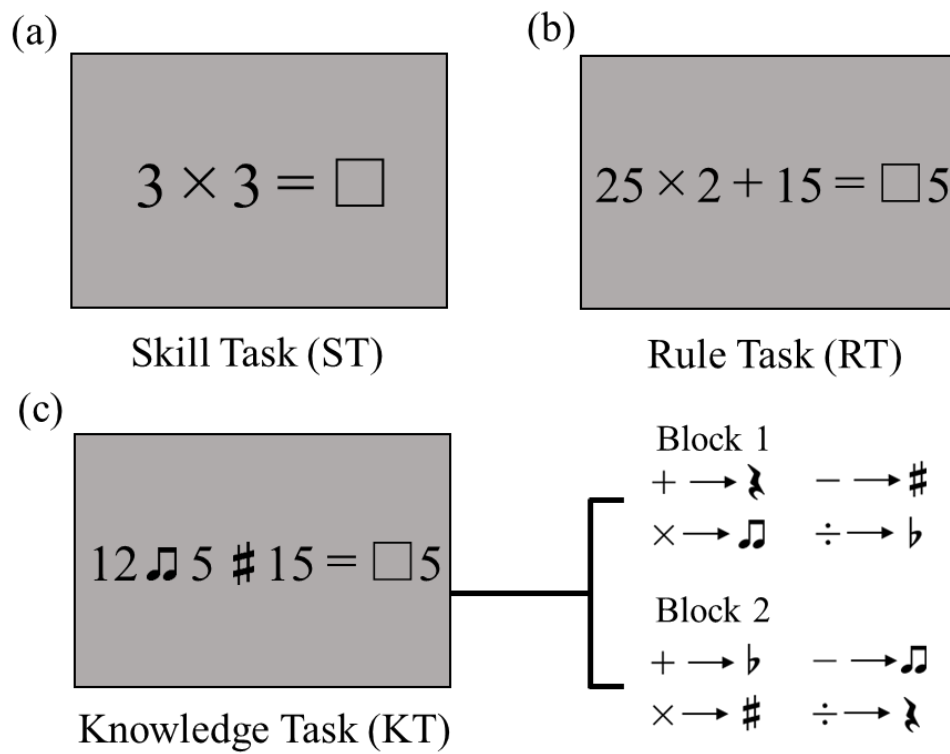 (a)
3 × 3 = □
Skill Task (ST)
(b)
25 × 2 + 15 = □5
Rule Task (RT)
(c)
12 ♫ 5 ♯ 15 = □5
Knowledge Task (KT)
Block 1
+ → 𝄽 − → ♯
× → ♫ ÷ → ♭
Block 2
+ → ♭ − → ♫
× → ♯ ÷ → 𝄽